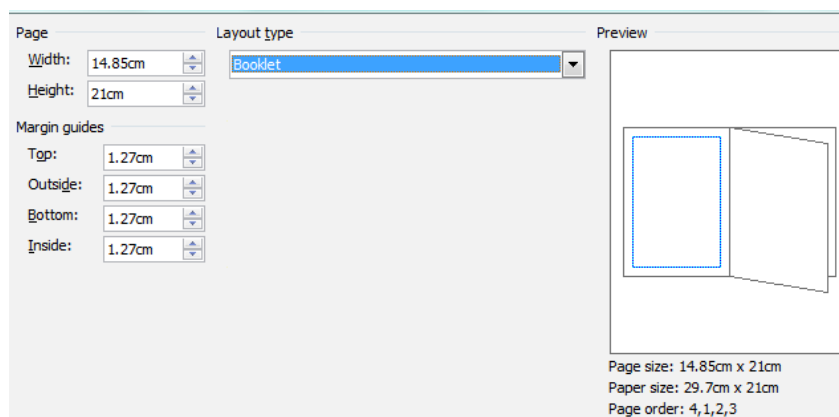 Page
Width: 14.85cm
Height: 21cm
Margin guides
Top: 1.27cm
Outside: 1.27cm
Bottom: 1.27cm
Inside: 1.27cm
Layout type
Booklet
Preview
Page size: 14.85cm x 21cm
Paper size: 29.7cm x 21cm
Page order: 4,1,2,3